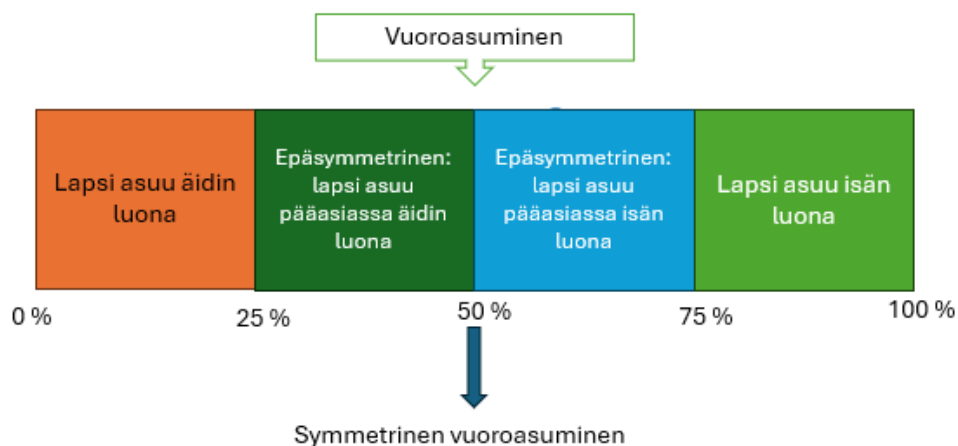 Vuoroasuminen
Lapsi asuu äidin
luona
Epäsymmetrinen:
lapsi asuu
pääasiassa äidin
luona
Epäsymmetrinen:
lapsi asuu
pääasiassa isän
luona
Lapsi asuu isän
luona
0 %
25 %
50 %
75 %
100 %
Symmetrinen vuoroasuminen